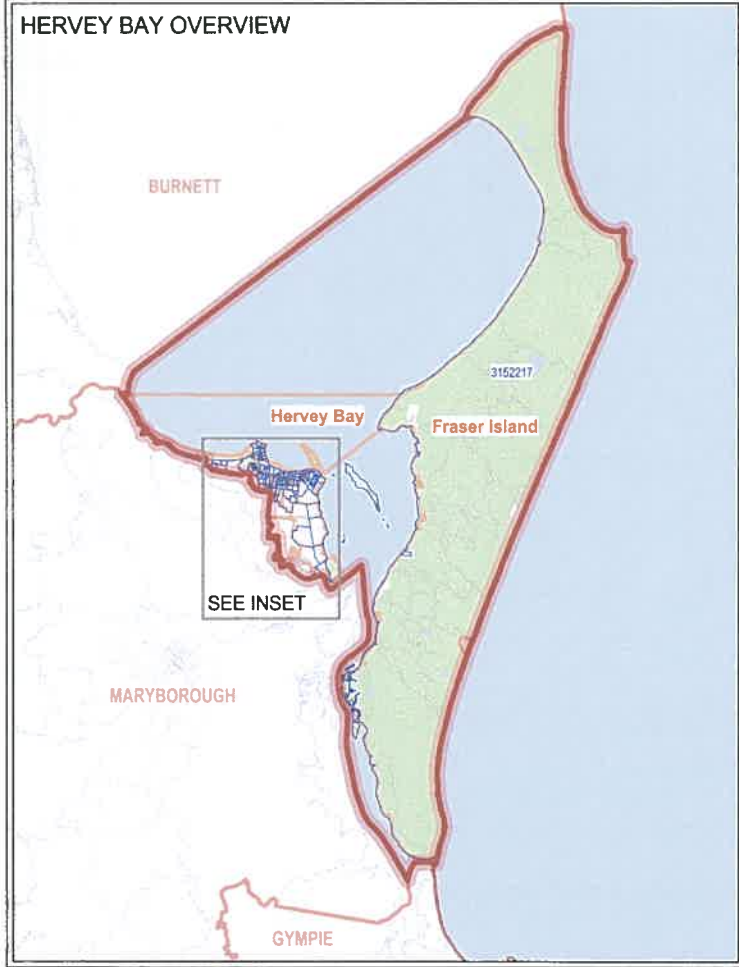 HERVEY BAY OVERVIEW
BURNETT
3152217
Hervey Bay
Fraser Island
SEE INSET
MARYBOROUGH
GYMPIE